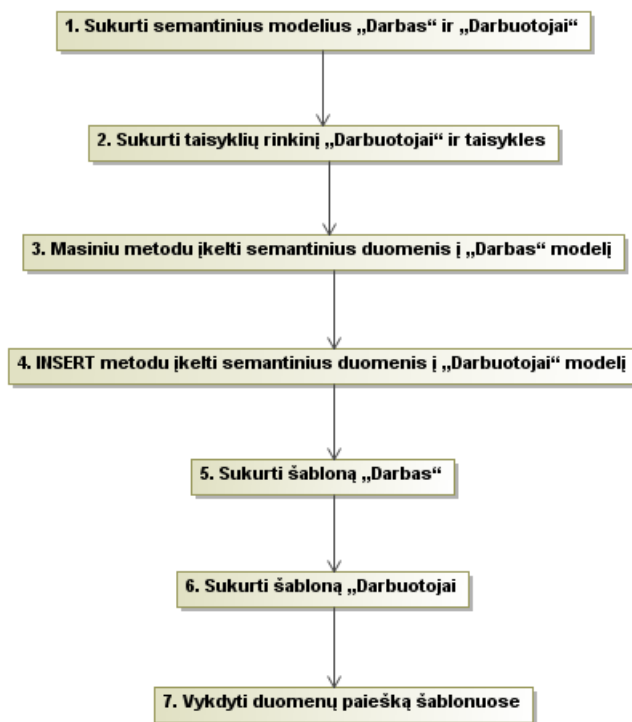 1. Sukurti semantinius modelius „Darbas“ ir „Darbuotojai“
2. Sukurti taisyklių rinkinį „Darbuotojai“ ir taisykles
3. Masiniu metodu įkelti semantinius duomenis į „Darbas“ modelį
4. INSERT metodu įkelti semantinius duomenis į „Darbuotojai“ modelį
5. Sukurti šabloną „Darbas“
6. Sukurti šabloną „Darbuotojai
7. Vykdyti duomenų paiešką šablonuose